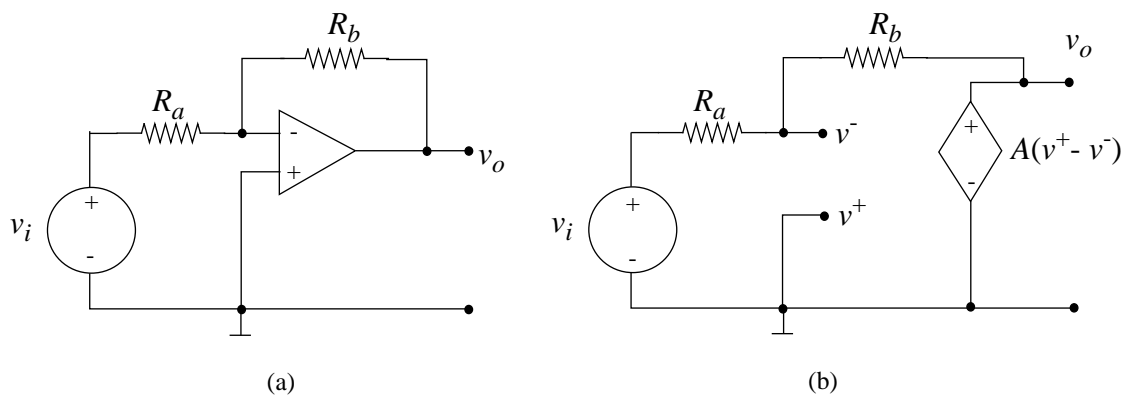 R_b
R_a
-
+
v_o
+
v_i
-
(a)
R_b
v_o
R_a
v^-
+
A(v^+ - v^-)
-
+
v^+
v_i
-
(b)